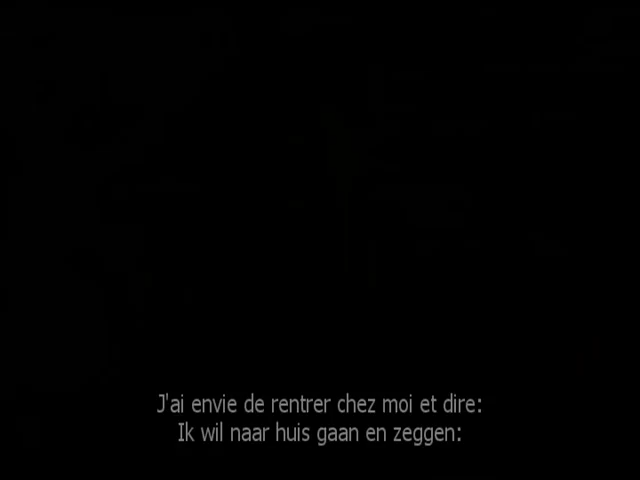 J'ai envie de rentrer chez moi et dire:
Ik wil naar huis gaan en zeggen: